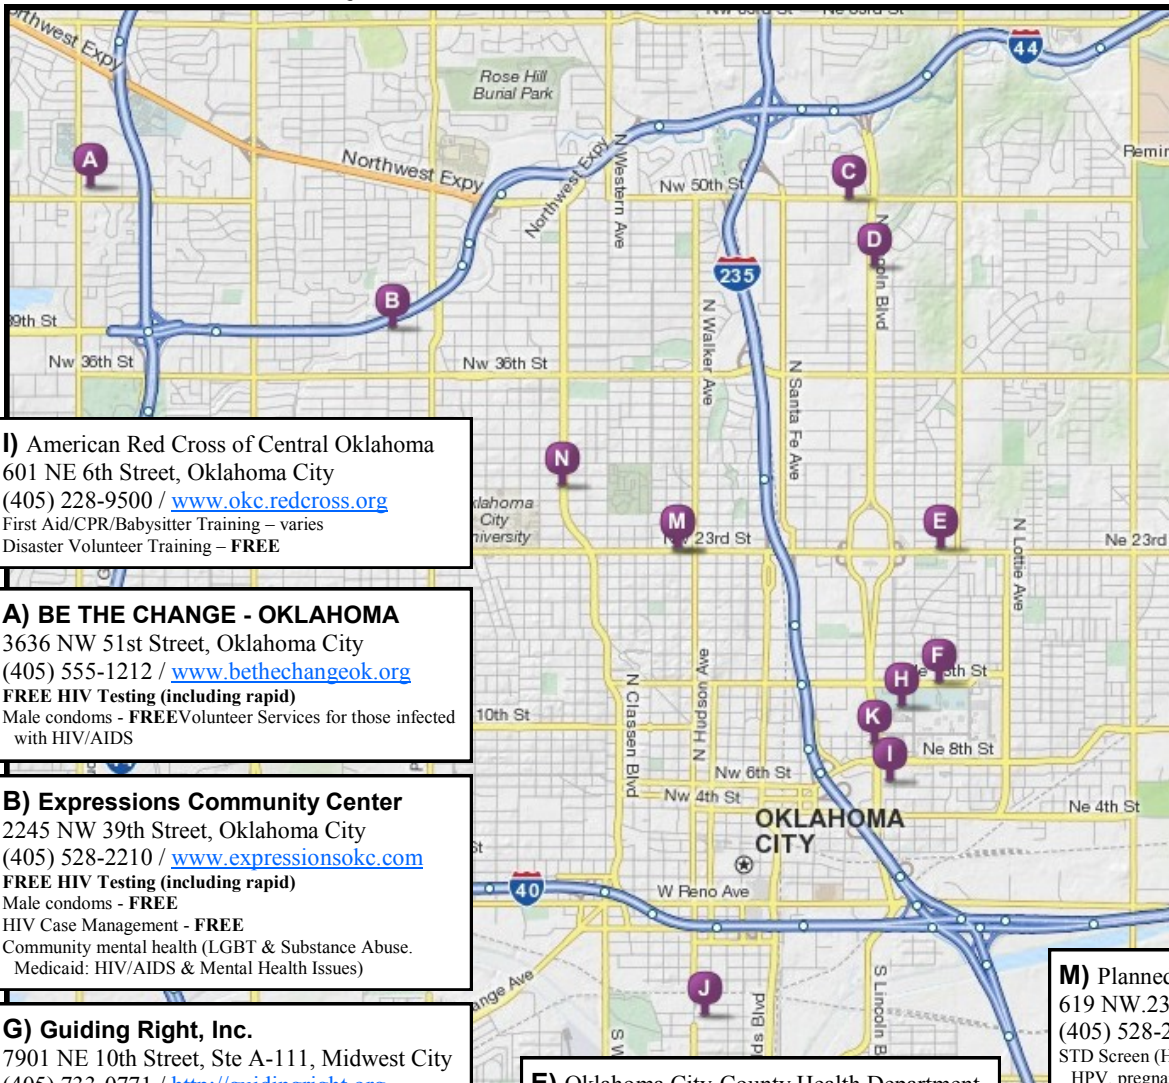 Northwest Expy
44
Rose Hill
Burial Park
A
Northwest Expy
Northwest Expy
N Western Ave
Nw 50th St
C
D
235
B
39th St
Nw 36th St
Nw 36th St
N Walker Ave
N Santa Fe Ave
I) American Red Cross of Central Oklahoma
601 NE 6th Street, Oklahoma City
(405) 228-9500 / www.okc.redcross.org
First Aid/CPR/Babysitter Training – varies
Disaster Volunteer Training – FREE
N
City
M
23rd St
E
N Lottie Ave
Ne 23rd
A) BE THE CHANGE - OKLAHOMA
3636 NW 51st Street, Oklahoma City
(405) 555-1212 / www.bethechangeok.org
FREE HIV Testing (including rapid)
Male condoms - FREEVolunteer Services for those infected
with HIV/AIDS
F
H
K
I
N Classen Blvd
N Hudson Ave
10th St
Ne 8th St
Nw 6th St
Nw 4th St
Ne 4th St
OKLAHOMA
CITY
B) Expressions Community Center
2245 NW 39th Street, Oklahoma City
(405) 528-2210 / www.expressionsokc.com
FREE HIV Testing (including rapid)
Male condoms - FREE
HIV Case Management - FREE
Community mental health (LGBT & Substance Abuse.
Medicaid: HIV/AIDS & Mental Health Issues)
40
W Reno Ave
J
S Lincoln B
G) Guiding Right, Inc.
7901 NE 10th Street, Ste A-111, Midwest City
(405) 733-0771 / http://guidingright.org
E) Oklahoma City-County Health Department
M) Planned
619 NW.23
(405) 528-2
STD Screen (H
HPV, pregna